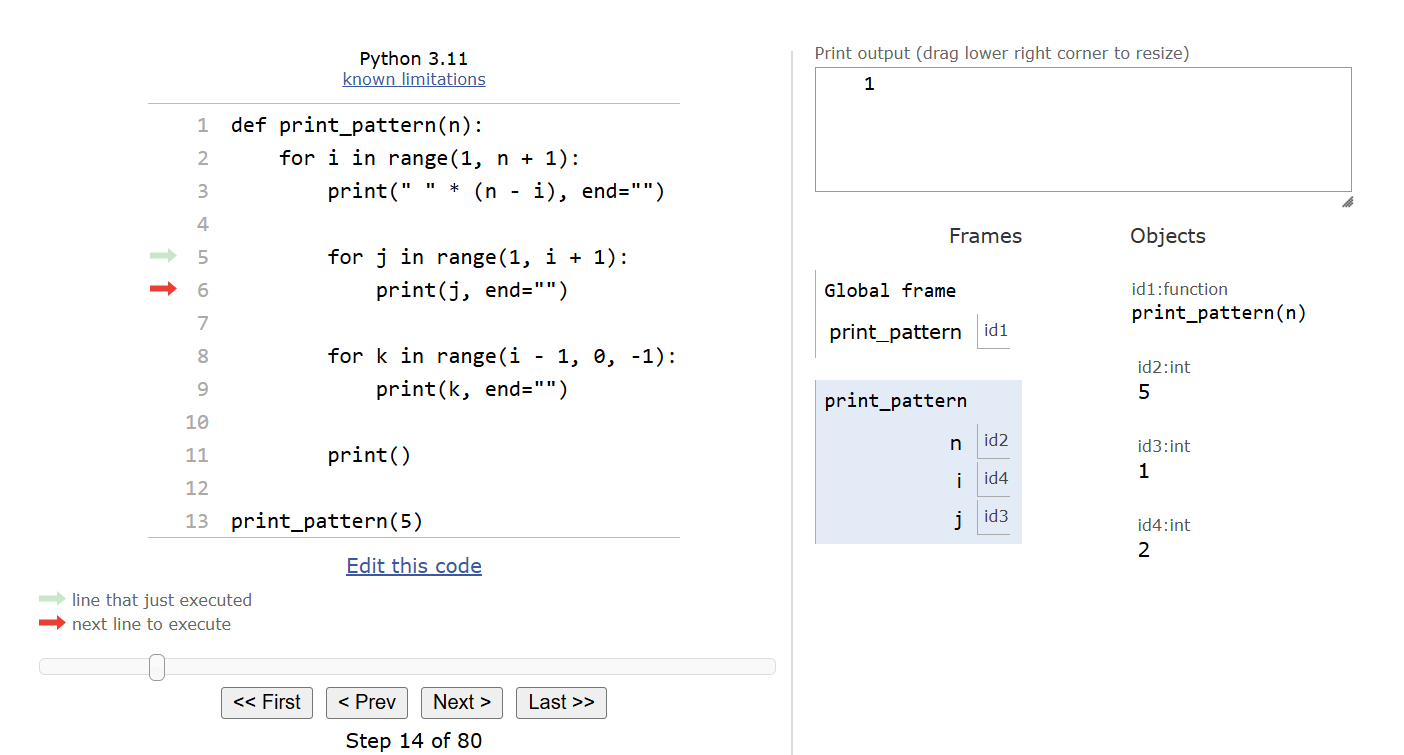 Python 3.11
known limitations
1 def print_pattern(n):
2     for i in range(1, n + 1):
3         print(" " * (n - i), end="")
4
5         for j in range(1, i + 1):
6             print(j, end="")
7
8         for k in range(i - 1, 0, -1):
9             print(k, end="")
10
11         print()
12
13 print_pattern(5)
Edit this code
line that just executed
next line to execute
<< First < Prev Next > Last >>
Step 14 of 80
Print output (drag lower right corner to resize)
    1
Frames Objects
Global frame
print_pattern id1
print_pattern
n id2
i id4
j id3
id1:function
print_pattern(n)
id2:int
5
id3:int
1
id4:int
2